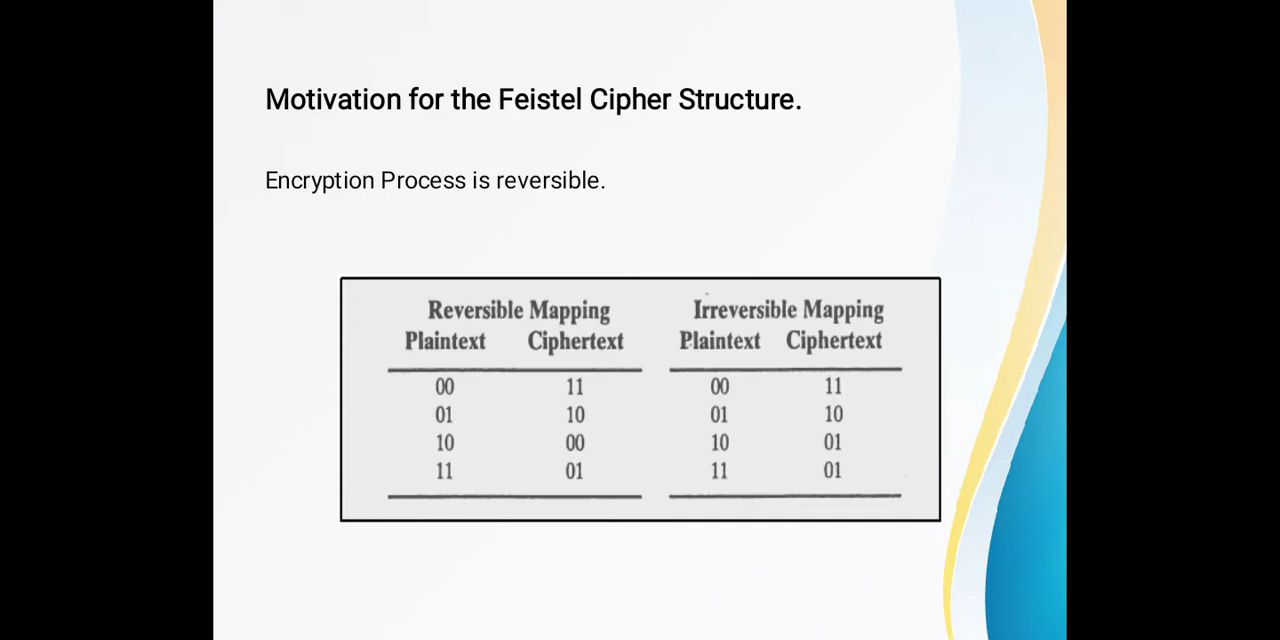 Motivation for the Feistel Cipher Structure.
Encryption Process is reversible.
Reversible Mapping Irreversible Mapping
Plaintext Ciphertext Plaintext Ciphertext
00 11 00 11
01 10 01 10
10 00 10 01
11 01 11 01